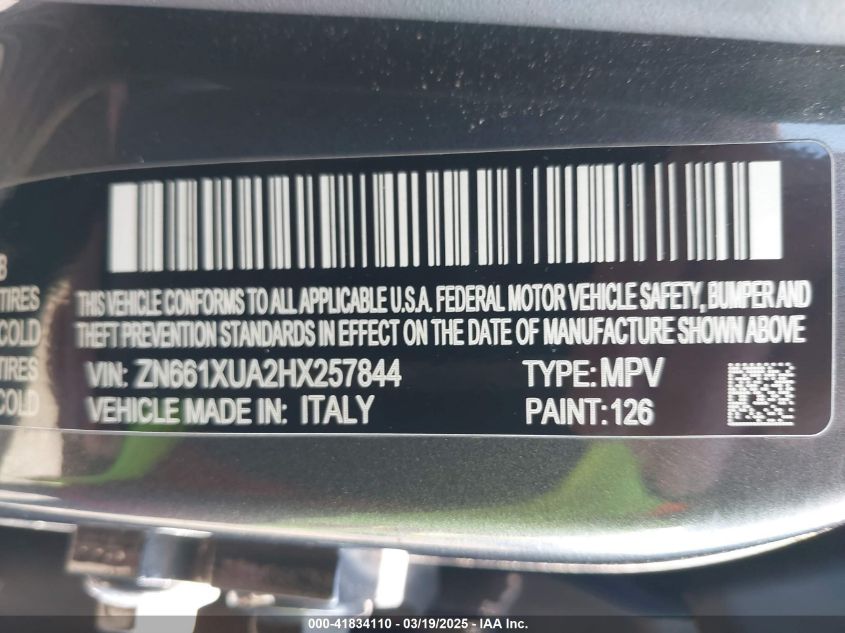 B
TIRES
THIS VEHICLE CONFORMS TO ALL APPLICABLE U.S.A. FEDERAL MOTOR VEHICLE SAFETY, BUMPER AND
COLD
THEFT PREVENTION STANDARDS IN EFFECT ON THE DATE OF MANUFACTURE SHOWN ABOVE
TIRES
VIN: ZN661XUA2HX257844 TYPE: MPV
COLD
VEHICLE MADE IN: ITALY PAINT: 126
000-41834110 / 03/19/2025 - IAA Inc.